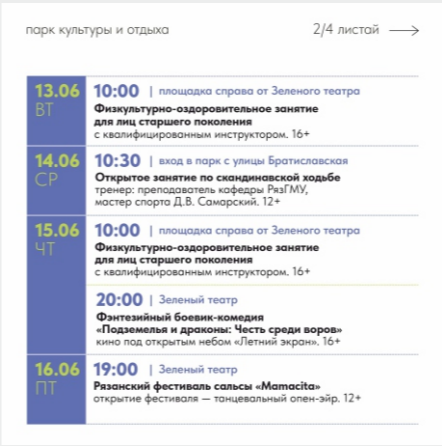 парк культуры и отдыха
2/4 листай
13.06
ВТ
10:00 | площадка справа от Зеленого театра
Физкультурно-оздоровительное занятие
для лиц старшего поколения
с квалифицированным инструктором. 16+
14.06
СР
10:30 | вход в парк с улицы Братиславская
Открытое занятие по скандинавской ходьбе
тренер: преподаватель кафедры РязГМУ,
мастер спорта Д.В. Самарский. 12+
15.06
ЧТ
10:00 | площадка справа от Зеленого театра
Физкультурно-оздоровительное занятие
для лиц старшего поколения
с квалифицированным инструктором. 16+
20:00 | Зеленый театр
Фэнтезийный боевик-комедия
«Подземелья и драконы: Честь среди воров»
кино под открытым небом «Летний экран». 16+
16.06
ПТ
19:00 | Зеленый театр
Рязанский фестиваль сальсы «Mamacita»
открытие фестиваля — танцевальный опен-эйр. 12+